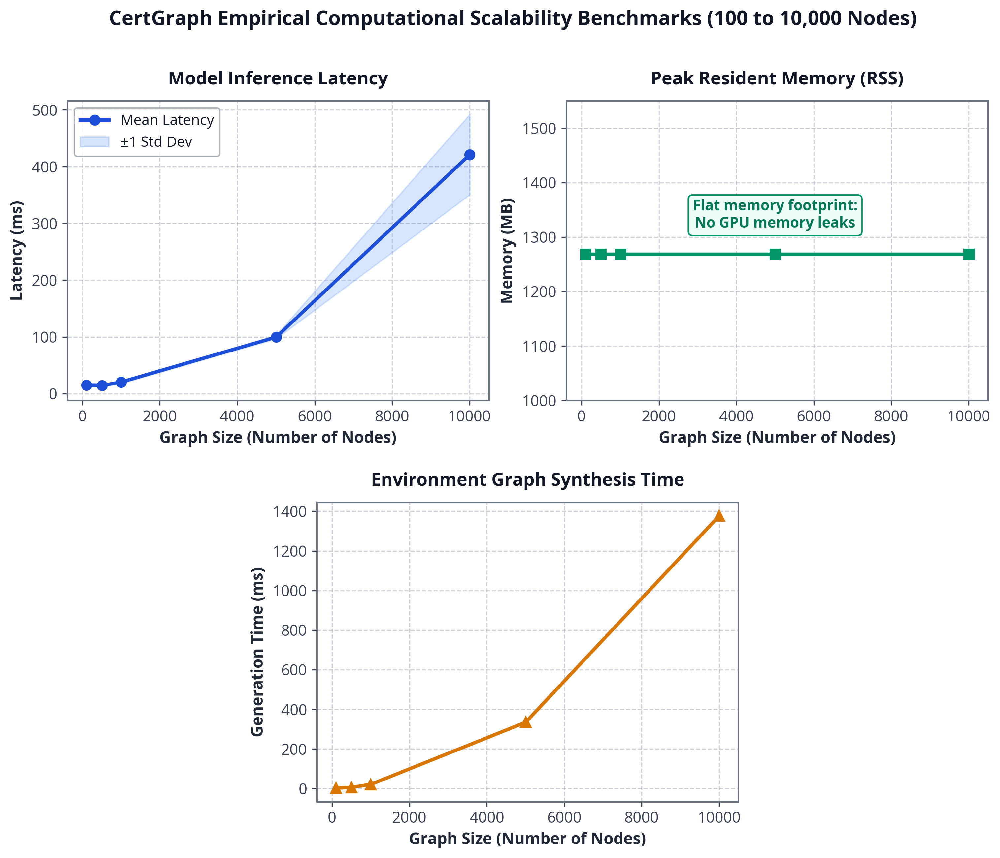 CertGraph Empirical Computational Scalability Benchmarks (100 to 10,000 Nodes)
Model Inference Latency
Latency (ms)
500
400
300
200
100
0
Mean Latency
±1 Std Dev
0 2000 4000 6000 8000 10000
Graph Size (Number of Nodes)
Peak Resident Memory (RSS)
Memory (MB)
1500
1400
1300
1200
1100
1000
Flat memory footprint:
No GPU memory leaks
0 2000 4000 6000 8000 10000
Graph Size (Number of Nodes)
Environment Graph Synthesis Time
Generation Time (ms)
1400
1200
1000
800
600
400
200
0
0 2000 4000 6000 8000 10000
Graph Size (Number of Nodes)